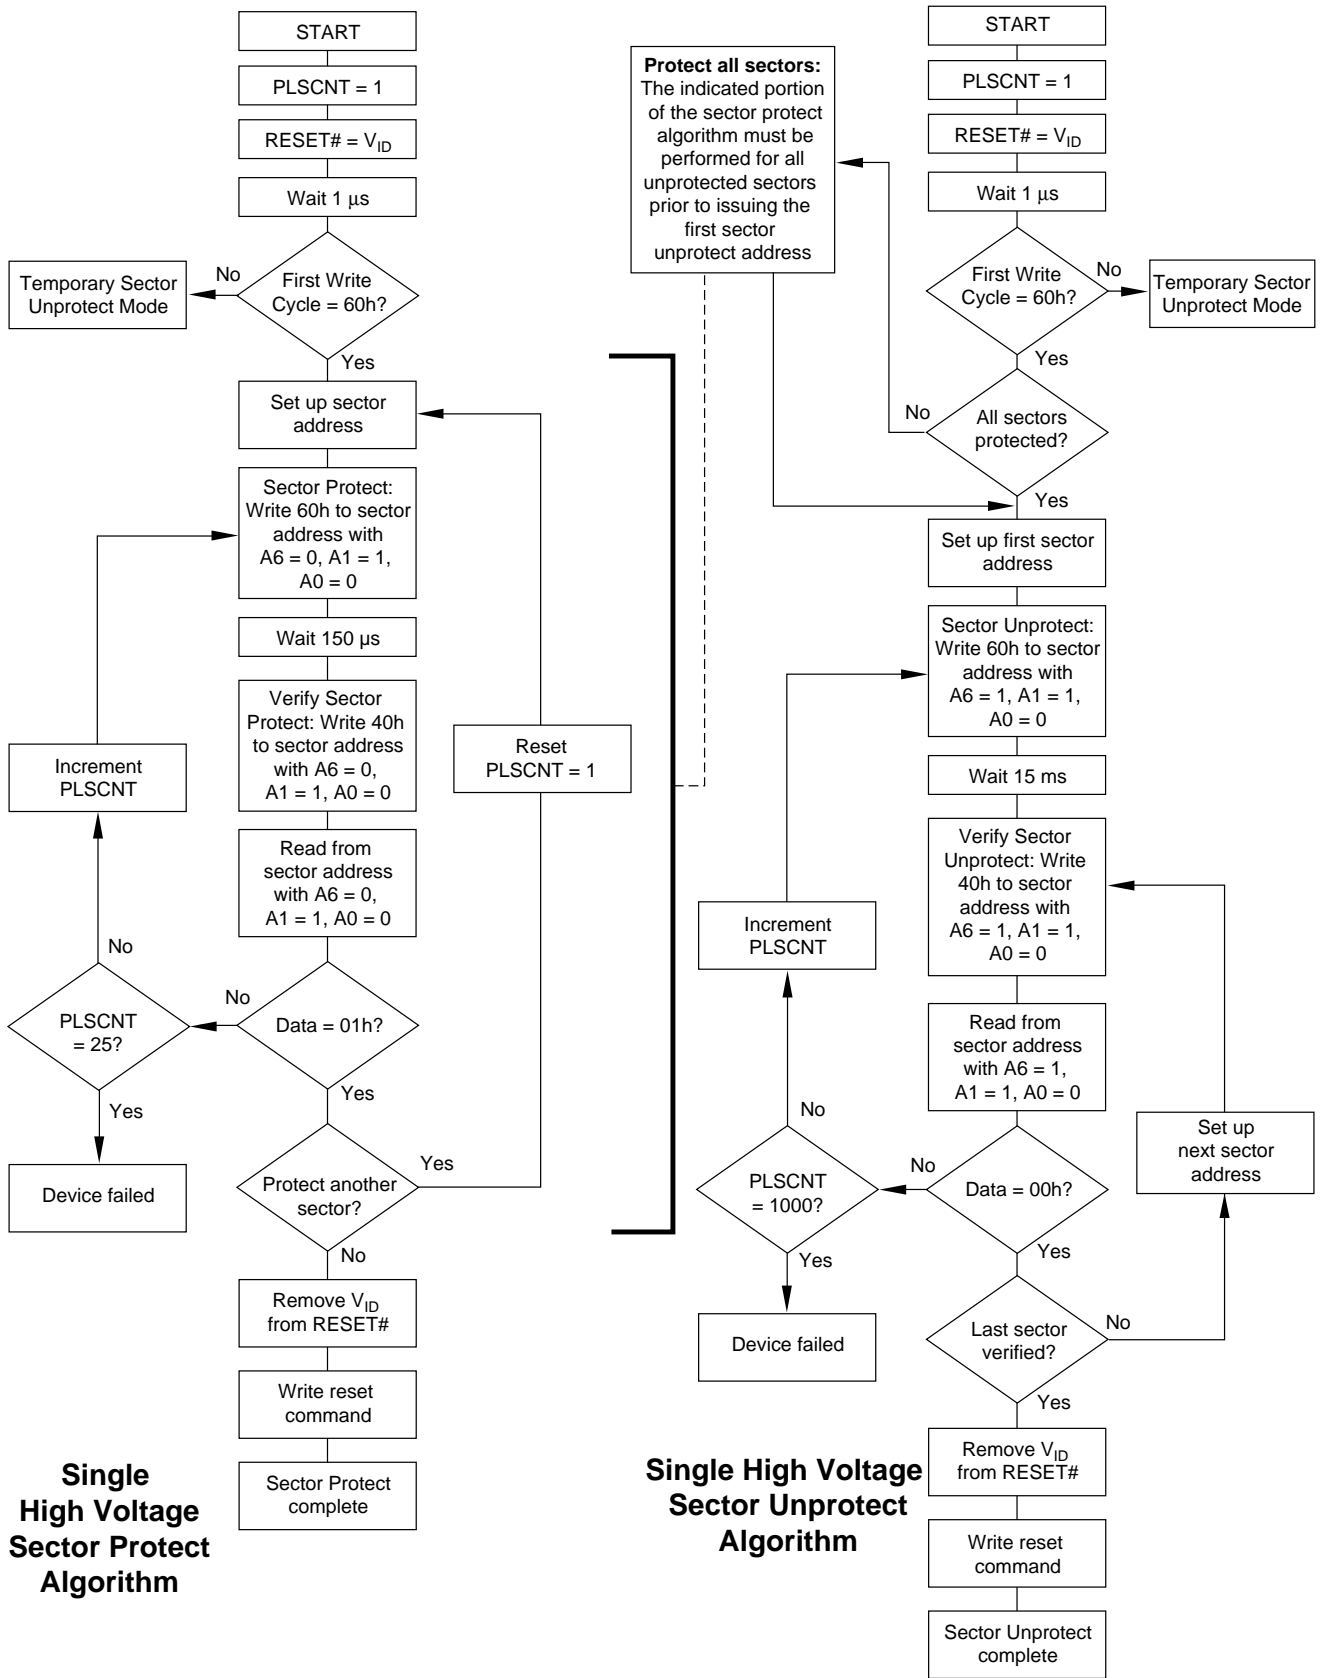 START
PLSCNT = 1
RESET# = VID
Wait 1 μs
First Write
Cycle = 60h?
No
Temporary Sector
Unprotect Mode
Yes
Set up sector
address
Sector Protect:
Write 60h to sector
address with
A6 = 0, A1 = 1,
A0 = 0
Wait 150 µs
Verify Sector
Protect: Write 40h
to sector address
with A6 = 0,
A1 = 1, A0 = 0
Reset
PLSCNT = 1
Increment
PLSCNT
Read from
sector address
with A6 = 0,
A1 = 1, A0 = 0
No
PLSCNT
= 25?
No
Data = 01h?
Yes
Yes
Device failed
Protect another
sector?
Yes
No
Remove VID
from RESET#
Write reset
command
Sector Protect
complete
Single
High Voltage
Sector Protect
Algorithm
Protect all sectors:
The indicated portion
of the sector protect
algorithm must be
performed for all
unprotected sectors
prior to issuing the
first sector
unprotect address
START
PLSCNT = 1
RESET# = VID
Wait 1 μs
First Write
Cycle = 60h?
No
Temporary Sector
Unprotect Mode
Yes
No
All sectors
protected?
Yes
Set up first sector
address
Sector Unprotect:
Write 60h to sector
address with
A6 = 1, A1 = 1,
A0 = 0
Wait 15 ms
Verify Sector
Unprotect: Write
40h to sector
address with
A6 = 1, A1 = 1,
A0 = 0
Increment
PLSCNT
Read from
sector address
with A6 = 1,
A1 = 1, A0 = 0
No
PLSCNT
= 1000?
No
Data = 00h?
Set up
next sector
address
Yes
Yes
Device failed
Last sector
verified?
No
Yes
Remove VID
from RESET#
Write reset
command
Sector Unprotect
complete
Single High Voltage
Sector Unprotect
Algorithm